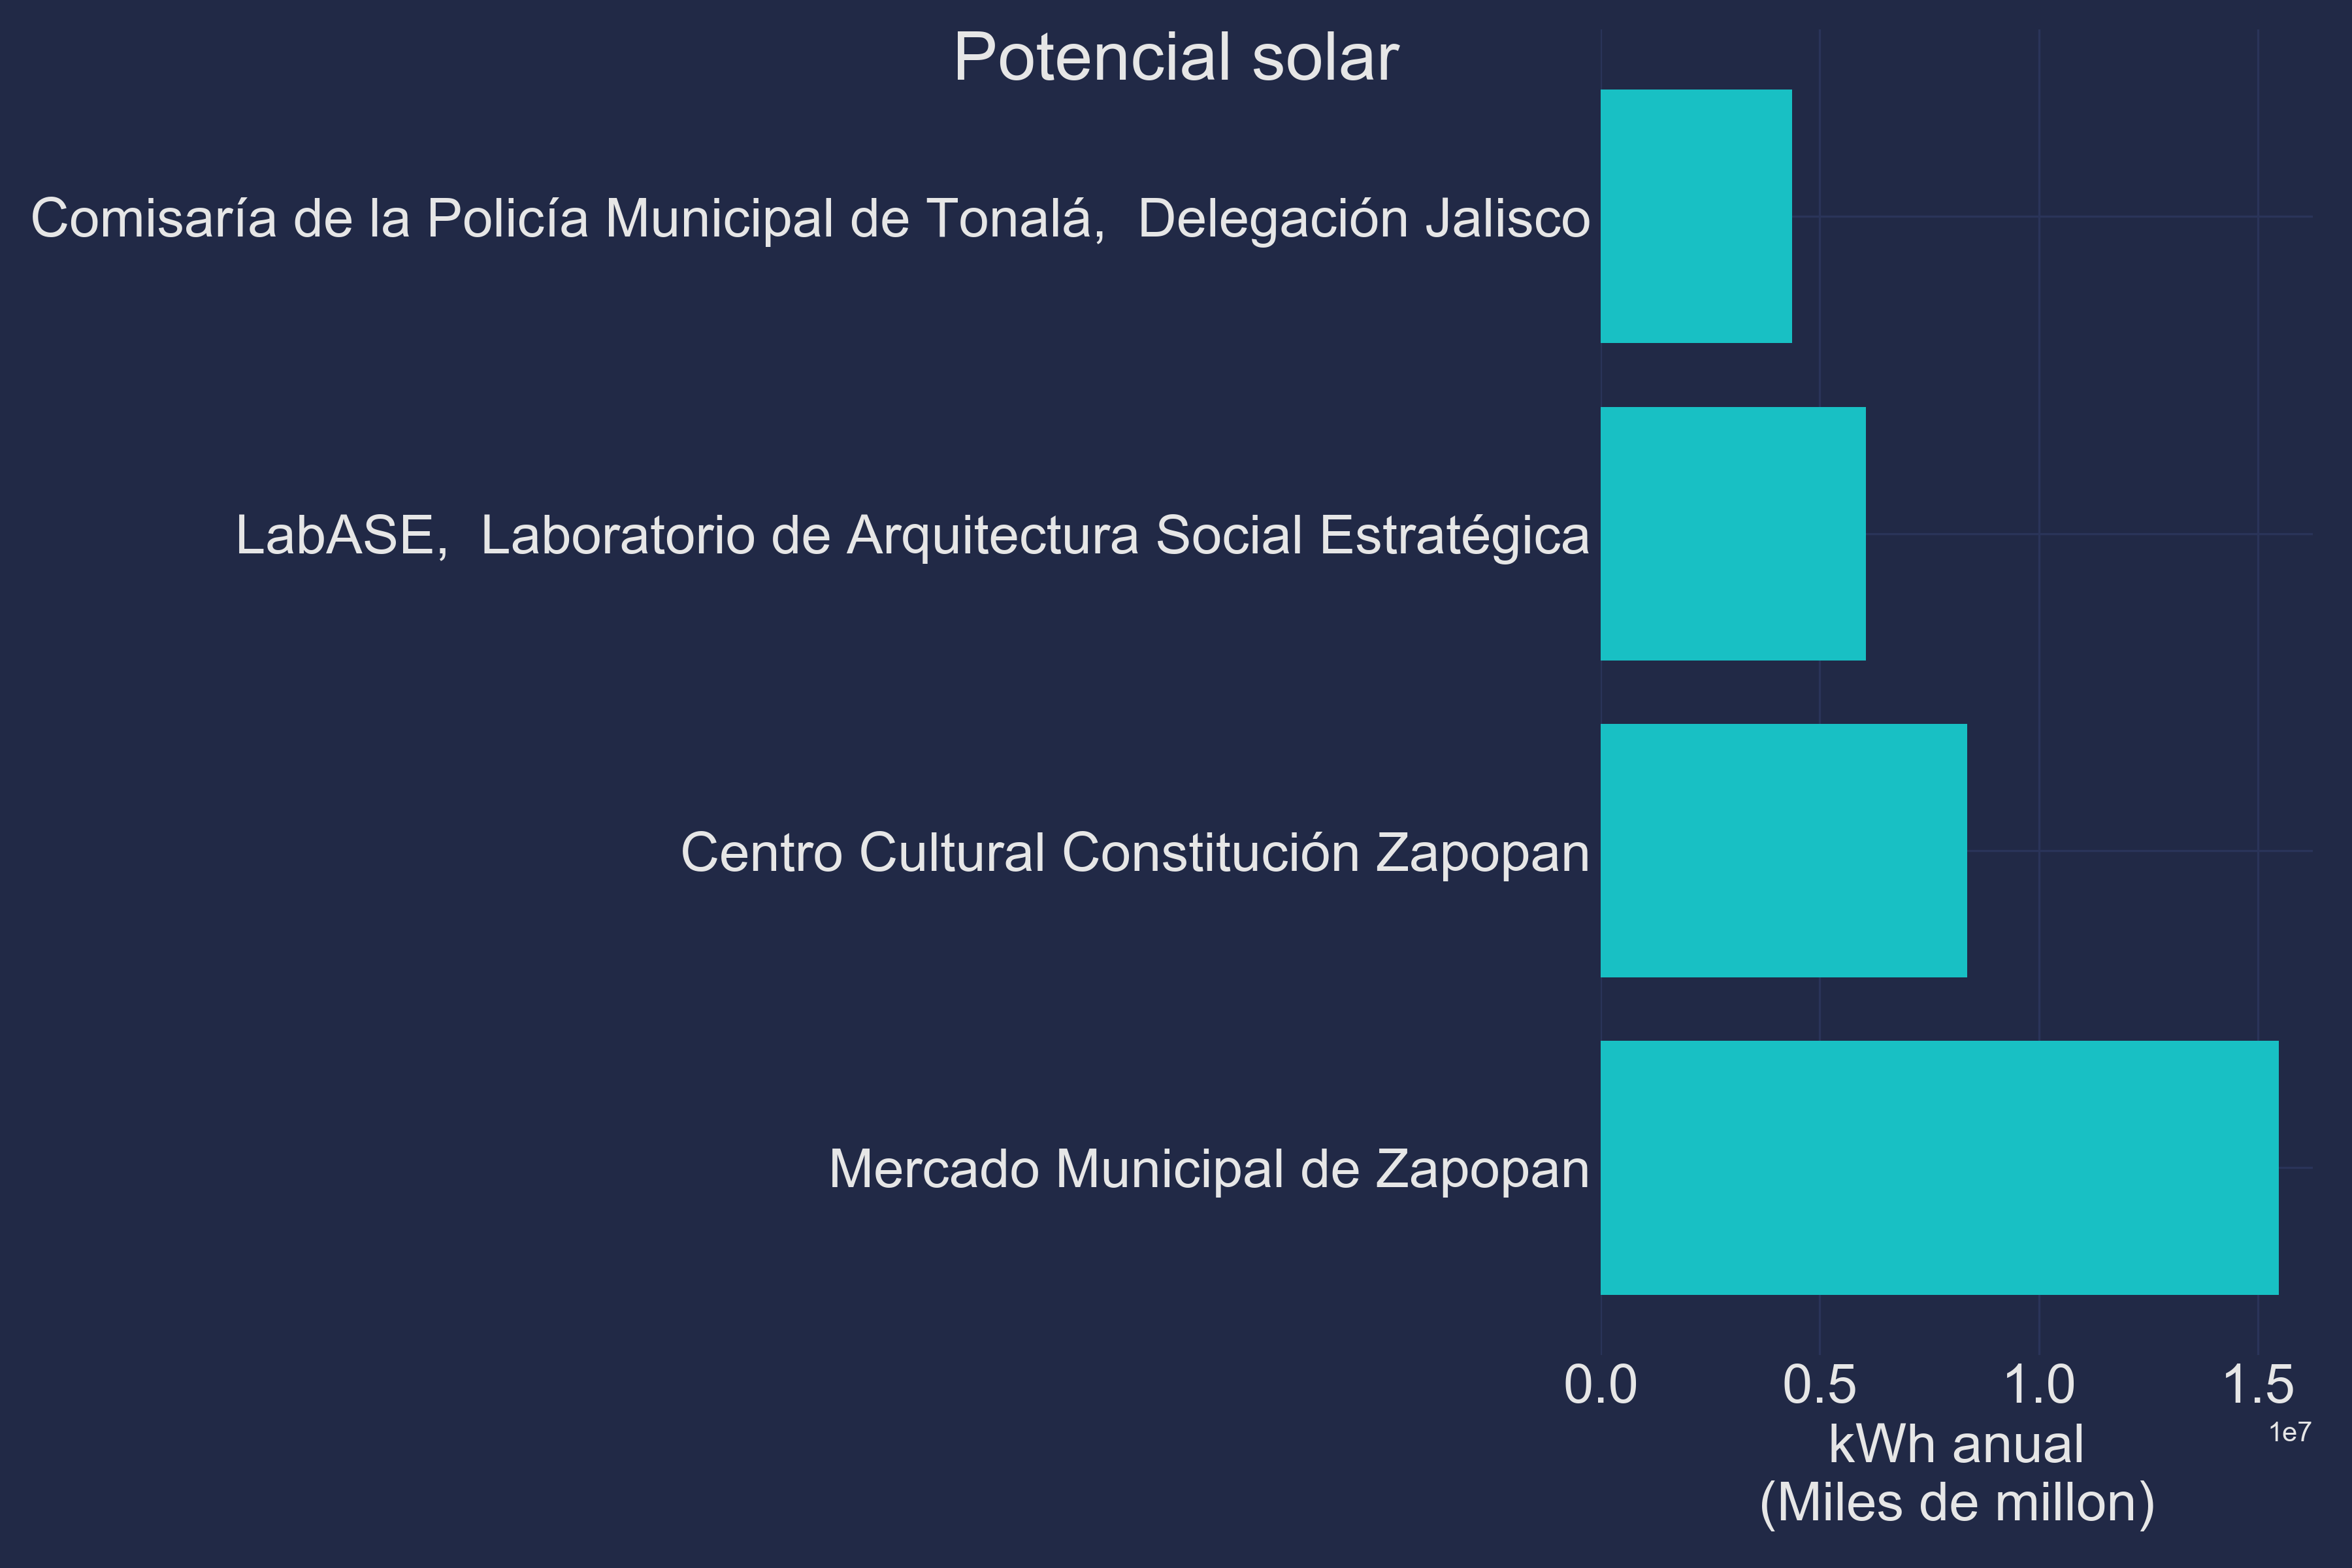 Potencial solar
Comisaría de la Policía Municipal de Tonalá,  Delegación Jalisco
LabASE,  Laboratorio de Arquitectura Social Estratégica
Centro Cultural Constitución Zapopan
Mercado Municipal de Zapopan
0.0 0.5 1.0 1.5
1e7
kWh anual
(Miles de millon)